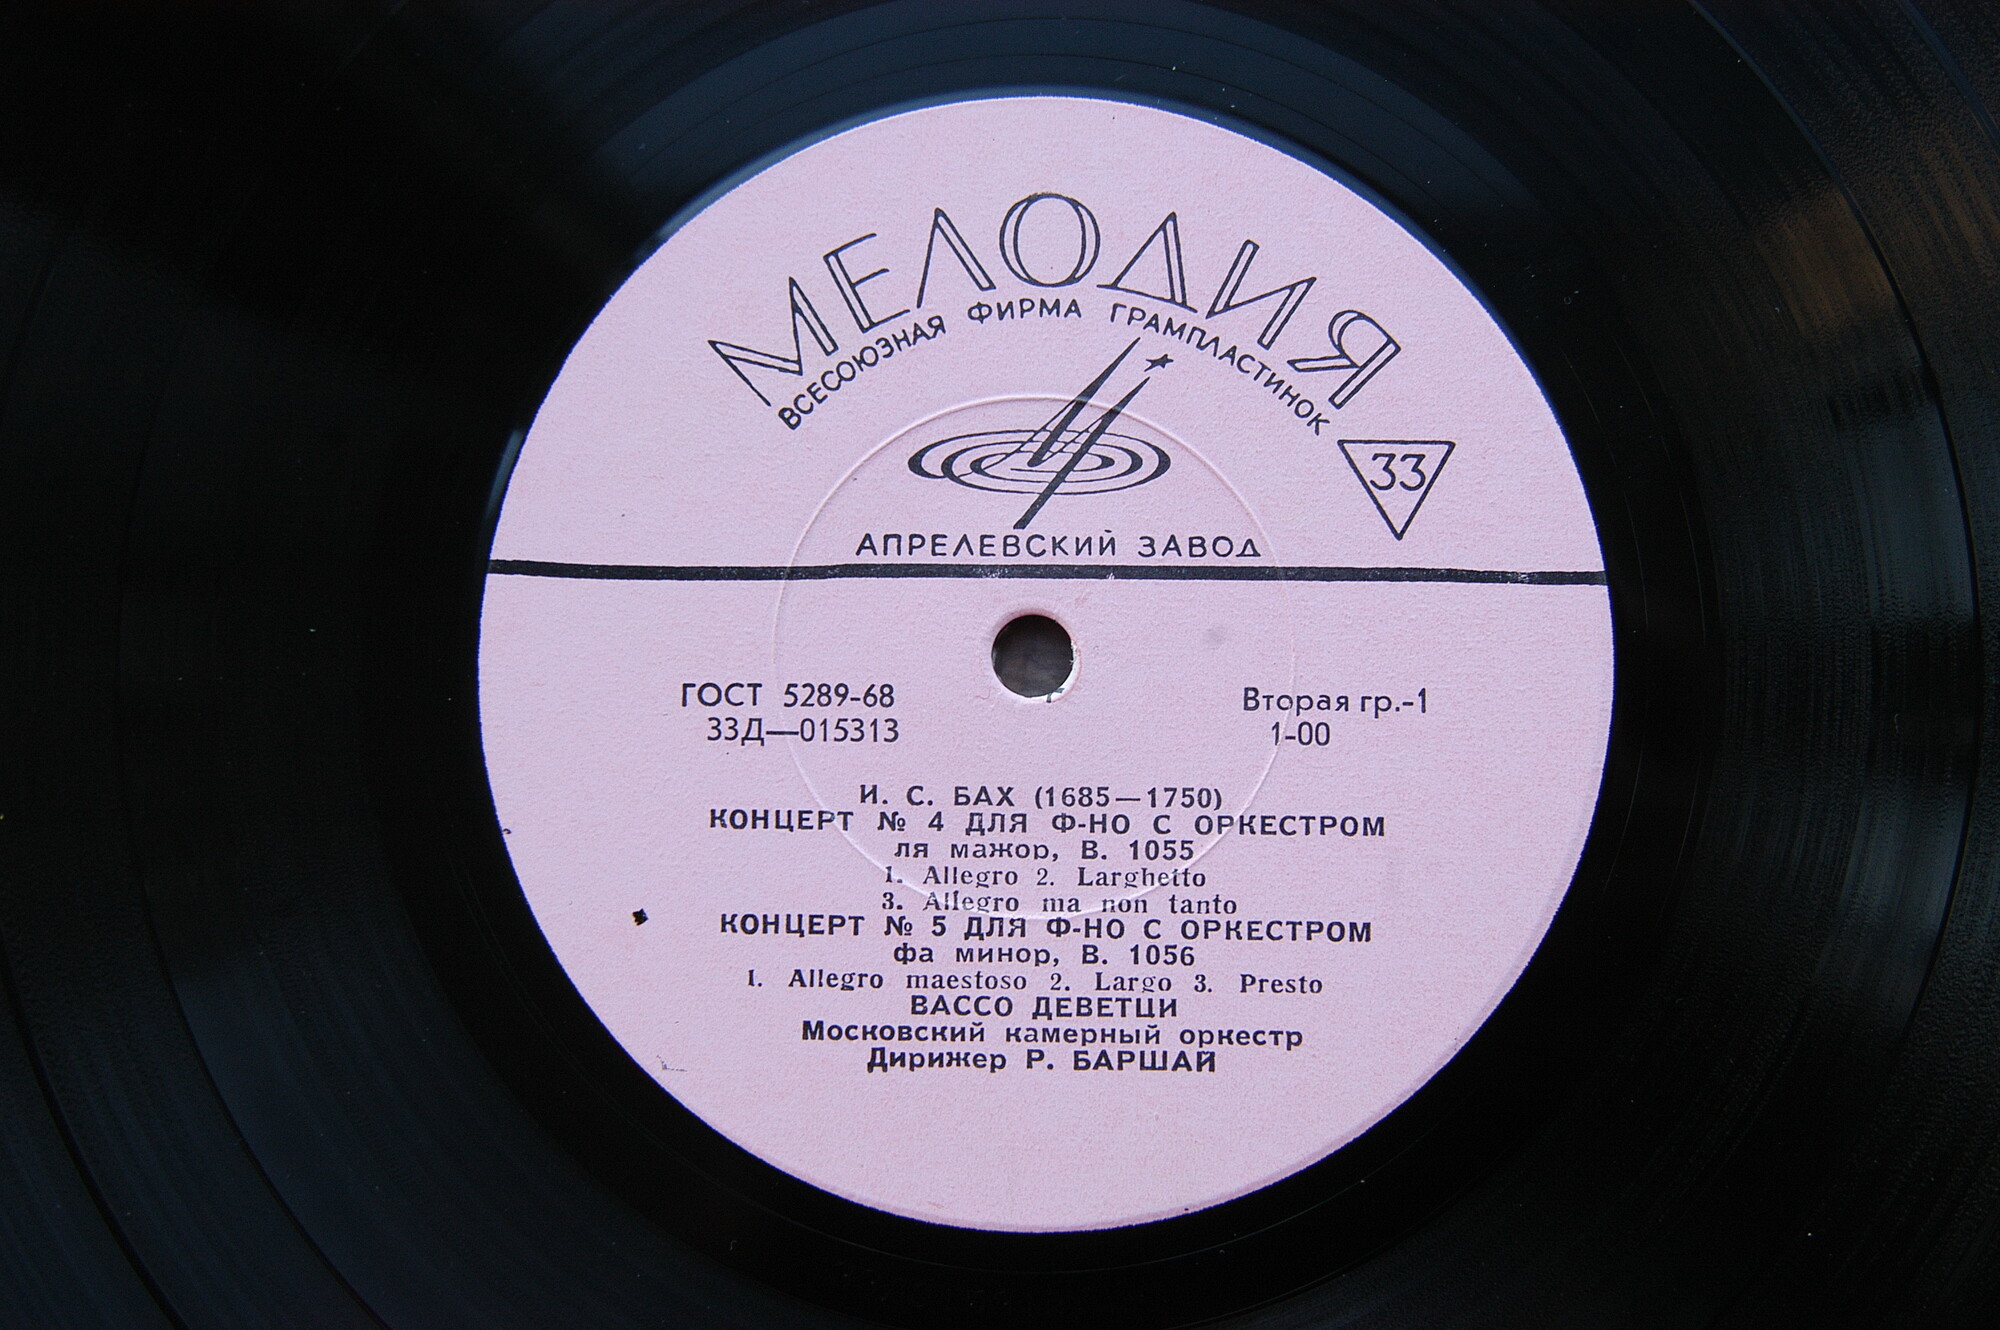 МЕЛОДИЯ
ВСЕСОЮЗНАЯ ФИРМА ГРАМПЛАСТИНОК
33
АПРЕЛЕВСКИЙ ЗАВОД
ГОСТ 5289-68
33Д—015313
Вторая гр.-1
1-00
И. С. БАХ (1685—1750)
КОНЦЕРТ № 4 ДЛЯ Ф-НО С ОРКЕСТРОМ
ля мажор, В. 1055
1. Allegro 2. Larghetto
3. Allegro ma non tanto
КОНЦЕРТ № 5 ДЛЯ Ф-НО С ОРКЕСТРОМ
фа минор, В. 1056
1. Allegro maestoso 2. Largo 3. Presto
ВАССО ДЕВЕТЦИ
Московский камерный оркестр
Дирижер Р. БАРШАЙ